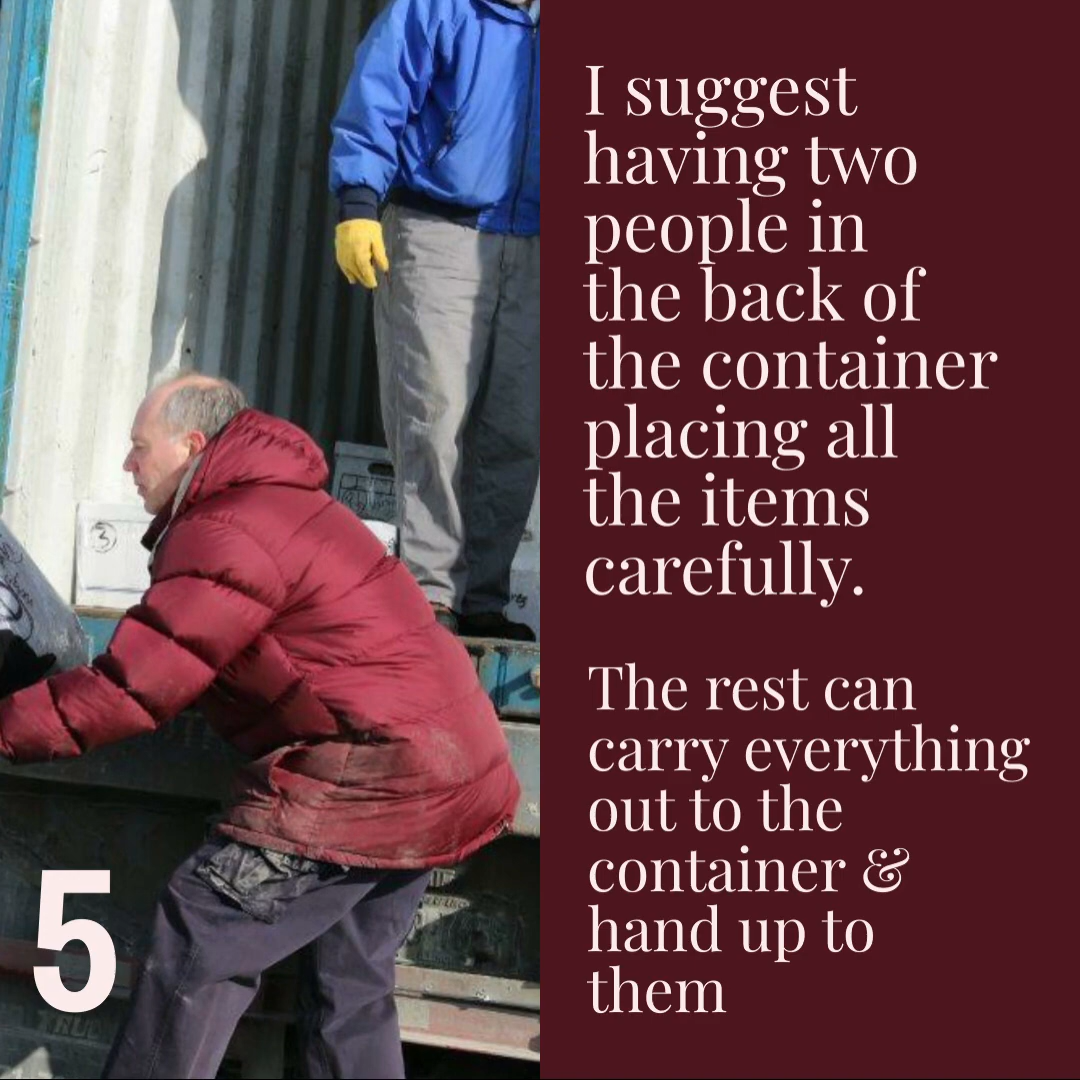 I suggest
having two
people in
the back of
the container
placing all
the items
carefully.
The rest can
carry everything
out to the
container &
hand up to
them
3
5